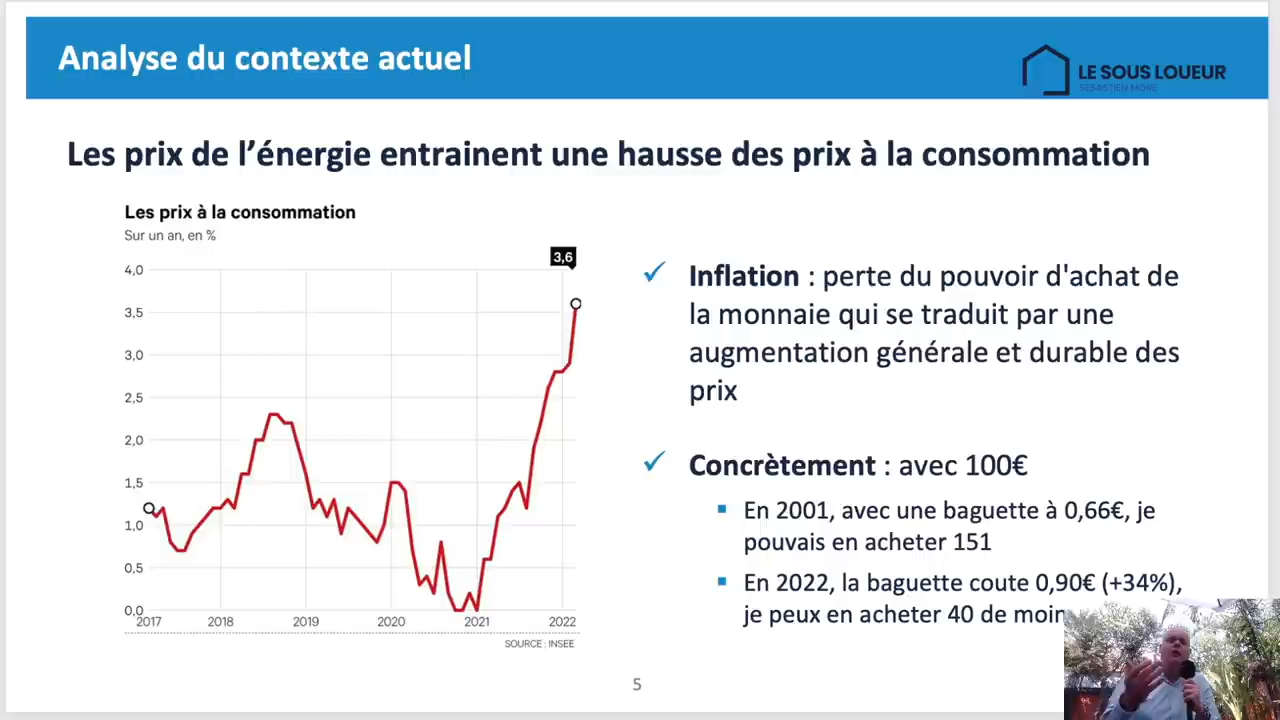 Analyse du contexte actuel
LE SOUS LOUEUR
SÉBASTIEN MORE
Les prix de l’énergie entrainent une hausse des prix à la consommation
Les prix à la consommation
Sur un an, en %
3,6
4,0
3,5
3,0
2,5
2,0
1,5
1,0
0,5
0,0
2017 2018 2019 2020 2021 2022
SOURCE : INSEE
Inflation : perte du pouvoir d'achat de
la monnaie qui se traduit par une
augmentation générale et durable des
prix
Concrètement : avec 100€
En 2001, avec une baguette à 0,66€, je
pouvais en acheter 151
En 2022, la baguette coute 0,90€ (+34%),
je peux en acheter 40 de moin
5